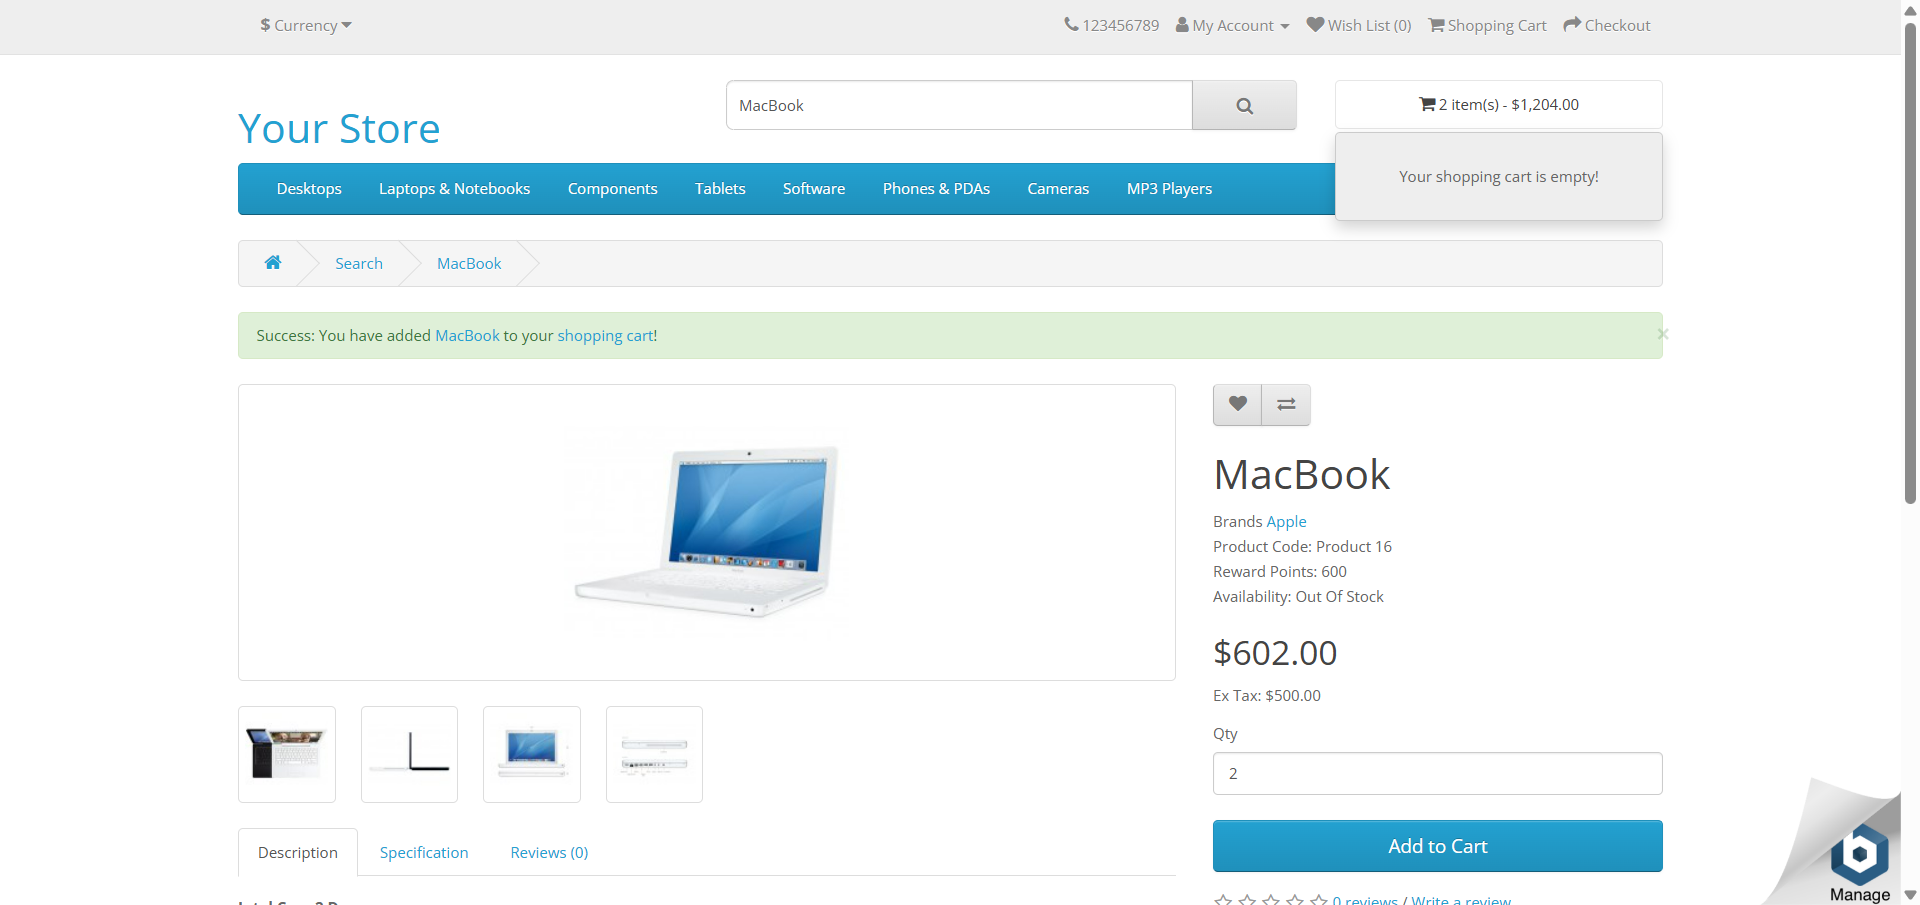 $ Currency
123456789
My Account
Wish List (0)
Shopping Cart
Checkout
Your Store
MacBook
2 item(s) - $1,204.00
Your shopping cart is empty!
Desktops
Laptops & Notebooks
Components
Tablets
Software
Phones & PDAs
Cameras
MP3 Players
Search
MacBook
Success: You have added MacBook to your shopping cart!
×
MacBook
Brands Apple
Product Code: Product 16
Reward Points: 600
Availability: Out Of Stock
$602.00
Ex Tax: $500.00
Qty
2
Add to Cart
0 reviews / Write a review
Description
Specification
Reviews (0)
Manage